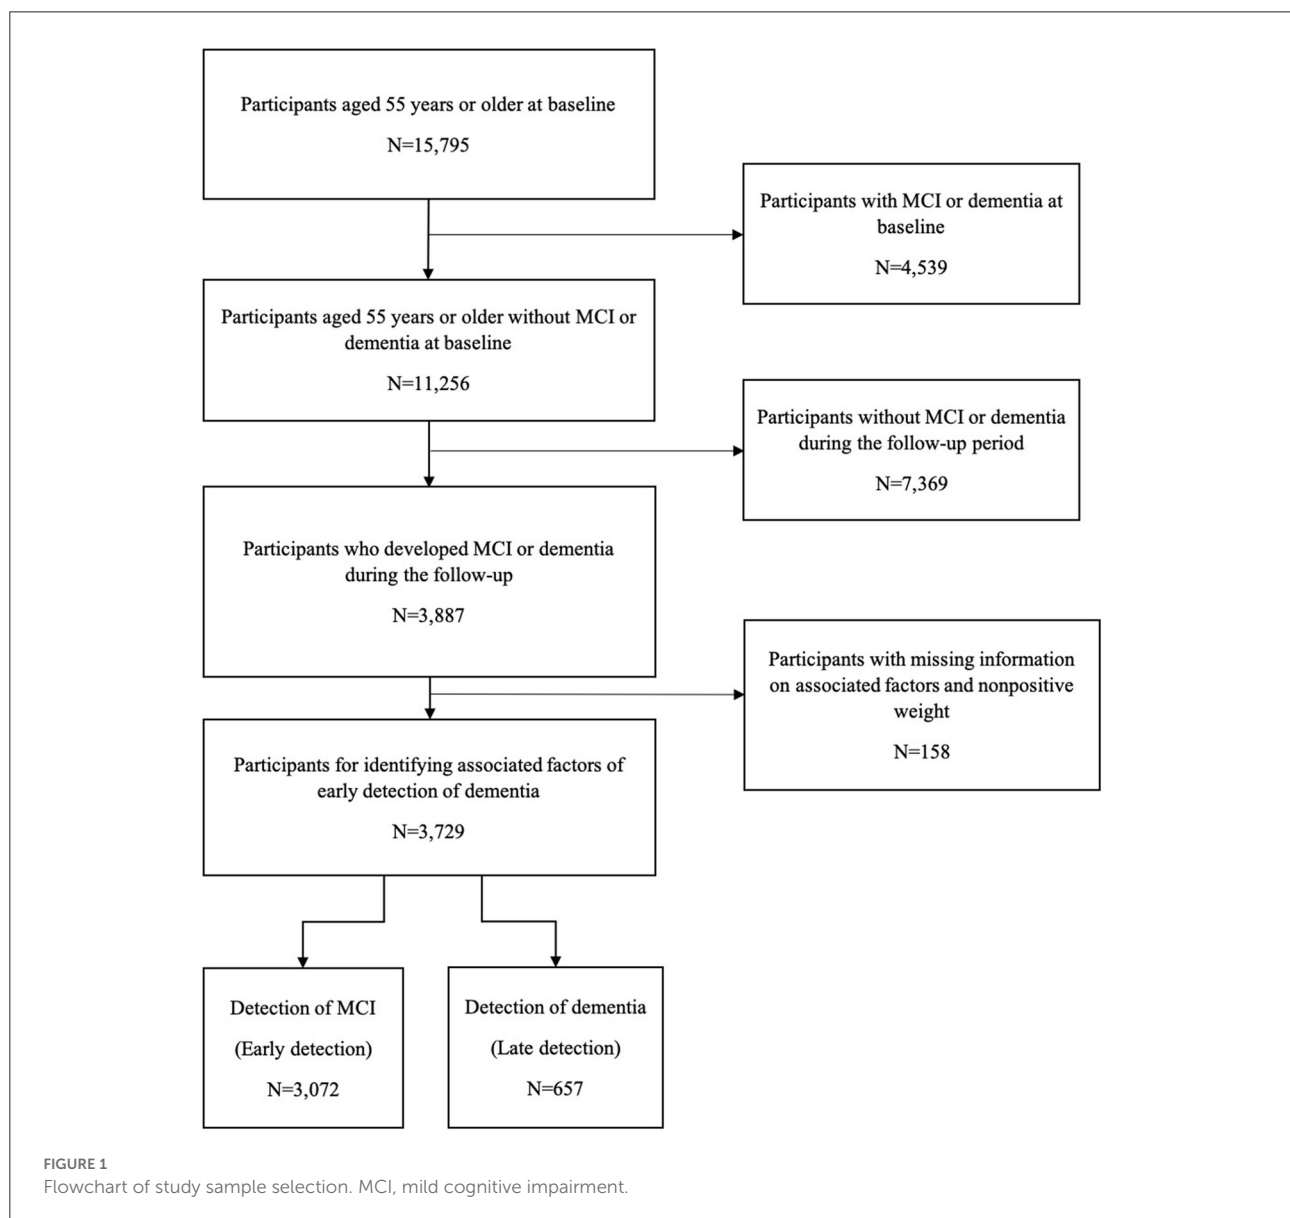 Participants aged 55 years or older at baseline
N=15,795
Participants with MCI or dementia at
baseline
N=4,539
Participants aged 55 years or older without MCI or
dementia at baseline
N=11,256
Participants without MCI or dementia
during the follow-up period
N=7,369
Participants who developed MCI or dementia
during the follow-up
N=3,887
Participants with missing information
on associated factors and nonpositive
weight
N=158
Participants for identifying associated factors of
early detection of dementia
N=3,729
Detection of MCI
(Early detection)
N=3,072
Detection of dementia
(Late detection)
N=657
FIGURE 1
Flowchart of study sample selection. MCI, mild cognitive impairment.